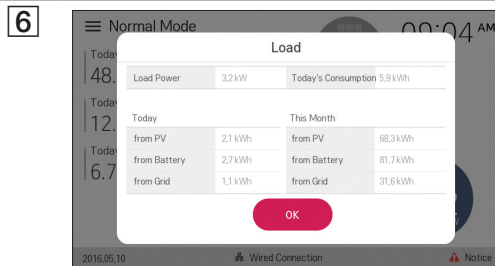 6
Normal Mode
09:04 AM
Load
Today
48.
Load Power 3,2 kW Today's Consumption 5,9 kWh
Today
12.
Today This Month
from PV 2,1 kWh from PV 68,3 kWh
Today
6.7
from Battery 2,7 kWh from Battery 81,7 kWh
from Grid 1,1 kWh from Grid 31,6 kWh
OK
2016,05,10 Wired Connection Notice